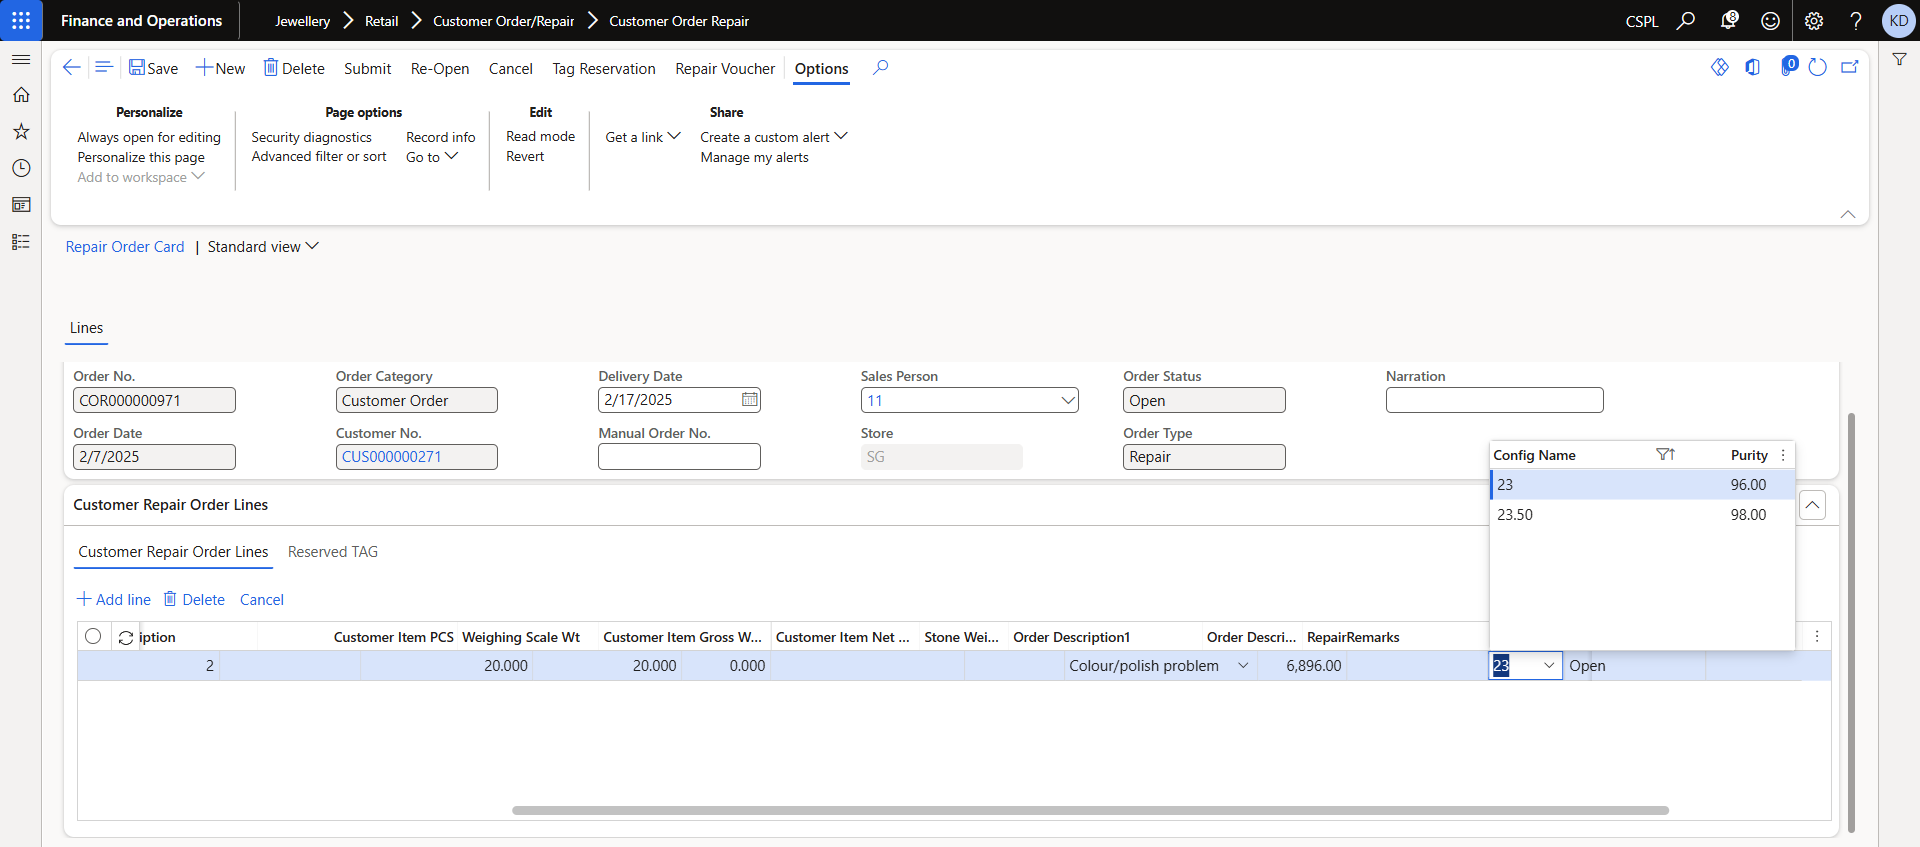 Finance and Operations
Jewellery Retail Customer Order/Repair Customer Order Repair
CSPL 8 KD
Save New Delete Submit Re-Open Cancel Tag Reservation Repair Voucher Options 0
Personalize
Always open for editing
Personalize this page
Add to workspace
Page options
Security diagnostics Record info
Advanced filter or sort Go to
Edit
Read mode
Revert
Get a link
Share
Create a custom alert
Manage my alerts
Repair Order Card | Standard view
Lines
Order No. Order Category Delivery Date Sales Person Order Status Narration
COR000000971 Customer Order 2/17/2025 11 Open
Order Date Customer No. Manual Order No. Store Order Type
2/7/2025 CUS000000271 SG Repair
Config Name Purity
23 96.00
23.50 98.00
Customer Repair Order Lines
Customer Repair Order Lines Reserved TAG
Add line Delete Cancel
iption Customer Item PCS Weighing Scale Wt Customer Item Gross W... Customer Item Net ... Stone Wei... Order Description1 Order Descri... RepairRemarks
2 20.000 20.000 0.000 Colour/polish problem 6,896.00 23 Open